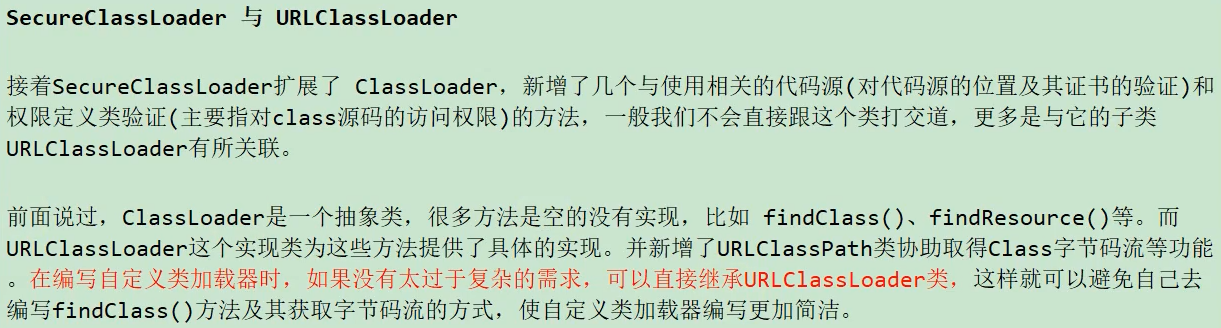 SecureClassLoader 与 URLClassLoader
接着SecureClassLoader扩展了 ClassLoader，新增了几个与使用相关的代码源(对代码源的位置及其证书的验证)和
权限定义类验证(主要指对class源码的访问权限)的方法，一般我们不会直接跟这个类打交道，更多是与它的子类
URLClassLoader有所关联。
前面说过，ClassLoader是一个抽象类，很多方法是空的没有实现，比如 findClass()、findResource()等。而
URLClassLoader这个实现类为这些方法提供了具体的实现。并新增了URLClassPath类协助取得Class字节码流等功能
。在编写自定义类加载器时，如果没有太过于复杂的需求，可以直接继承URLClassLoader类，这样就可以避免自己去
编写findClass()方法及其获取字节码流的方式，使自定义类加载器编写更加简洁。